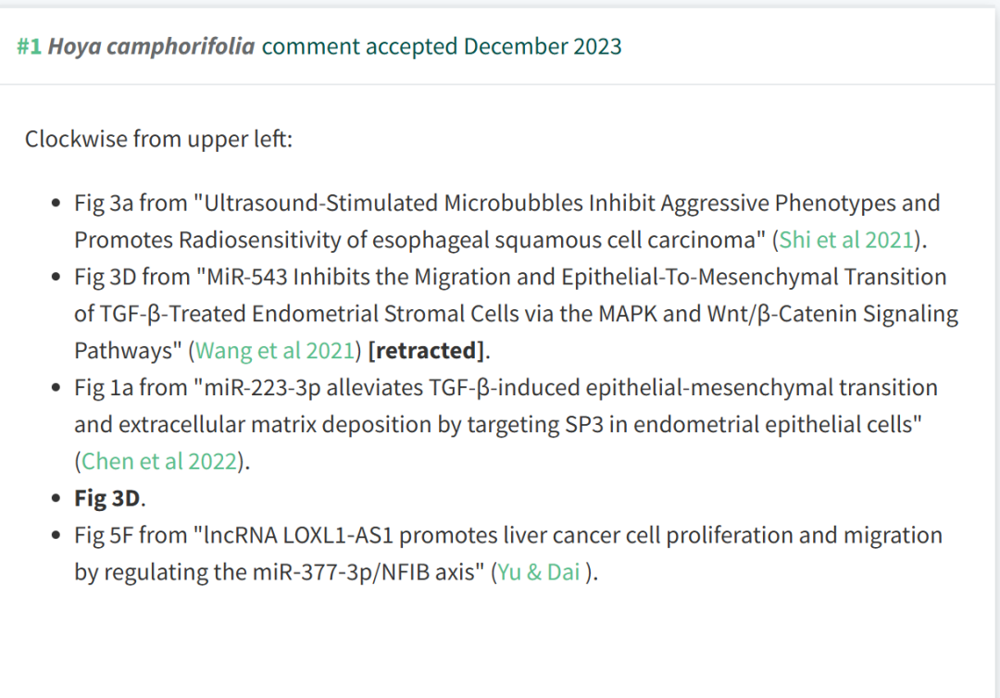 #1 Hoya camphorifolia comment accepted December 2023
Clockwise from upper left:
• Fig 3a from "Ultrasound-Stimulated Microbubbles Inhibit Aggressive Phenotypes and
Promotes Radiosensitivity of esophageal squamous cell carcinoma" (Shi et al 2021).
• Fig 3D from "MiR-543 Inhibits the Migration and Epithelial-To-Mesenchymal Transition
of TGF-β-Treated Endometrial Stromal Cells via the MAPK and Wnt/β-Catenin Signaling
Pathways" (Wang et al 2021) [retracted].
• Fig 1a from "miR-223-3p alleviates TGF-β-induced epithelial-mesenchymal transition
and extracellular matrix deposition by targeting SP3 in endometrial epithelial cells"
(Chen et al 2022).
• Fig 3D.
• Fig 5F from "lncRNA LOXL1-AS1 promotes liver cancer cell proliferation and migration
by regulating the miR-377-3p/NFIB axis" (Yu & Dai ).